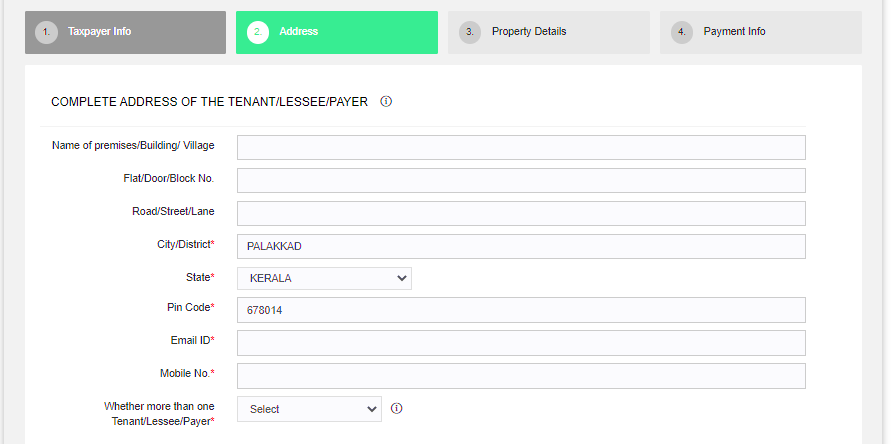 1. Taxpayer Info
2. Address
3. Property Details
4. Payment Info
COMPLETE ADDRESS OF THE TENANT/LESSEE/PAYER
Name of premises/Building/ Village
Flat/Door/Block No.
Road/Street/Lane
City/District* PALAKKAD
State* KERALA
Pin Code* 678014
Email ID*
Mobile No.*
Whether more than one
Tenant/Lessee/Payer* Select